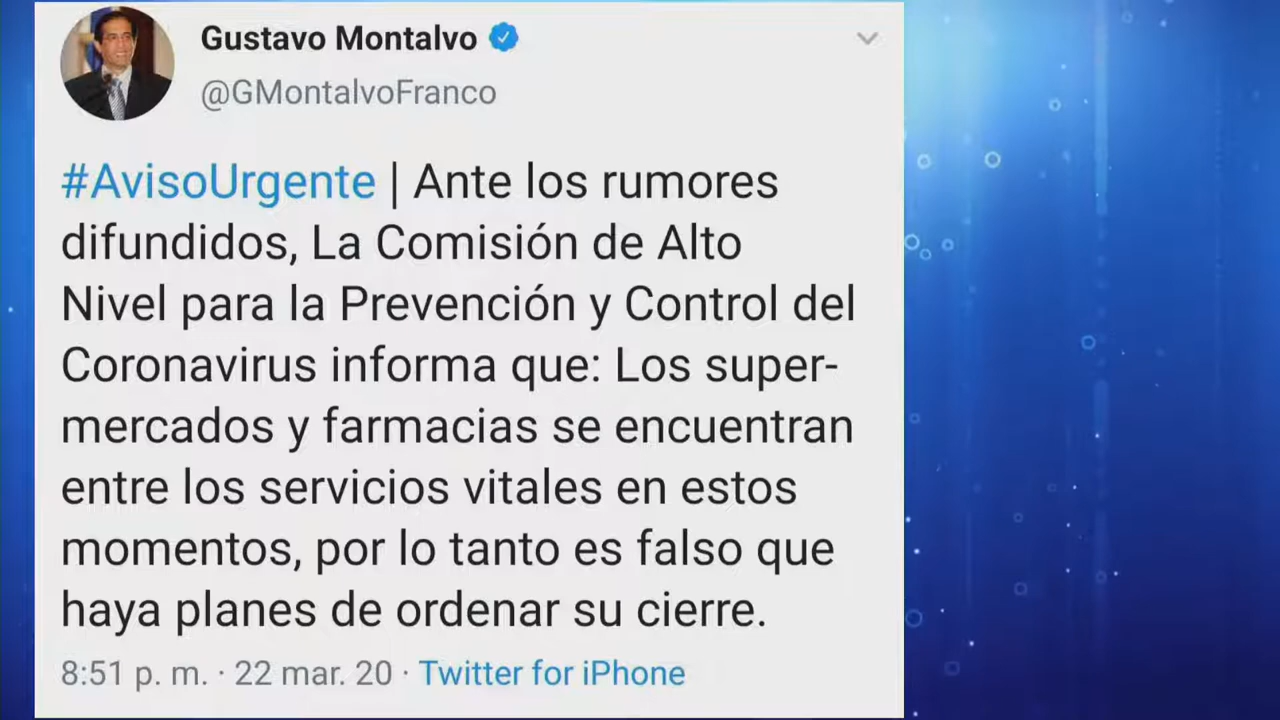 Gustavo Montalvo
@GMontalvoFranco
#AvisoUrgente | Ante los rumores
difundidos, La Comisión de Alto
Nivel para la Prevención y Control del
Coronavirus informa que: Los super-
mercados y farmacias se encuentran
entre los servicios vitales en estos
momentos, por lo tanto es falso que
haya planes de ordenar su cierre.
8:51 p. m. · 22 mar. 20 · Twitter for iPhone